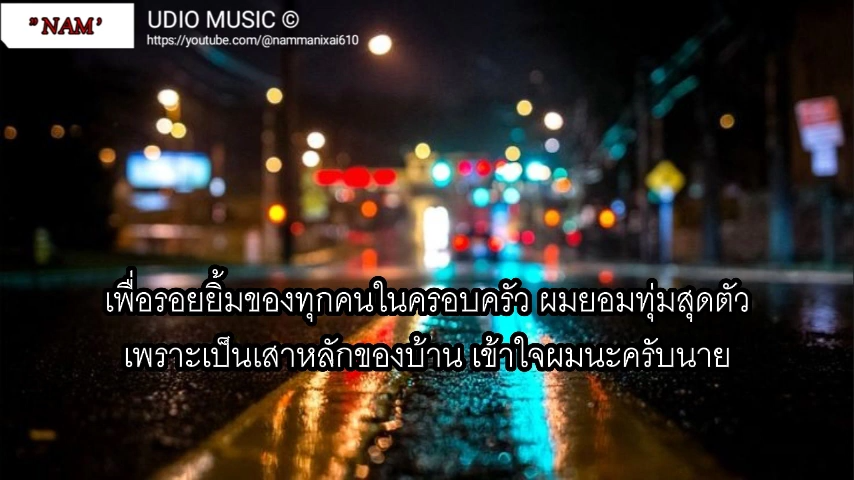 "NAM'
UDIO MUSIC ©
https://youtube.com/@nammanixai610
เพื่อรอยยิ้มของทุกคนในครอบครัว ผมยอมทุ่มสุดตัว
เพราะเป็นเสาหลักของบ้าน เข้าใจผมนะครับนาย